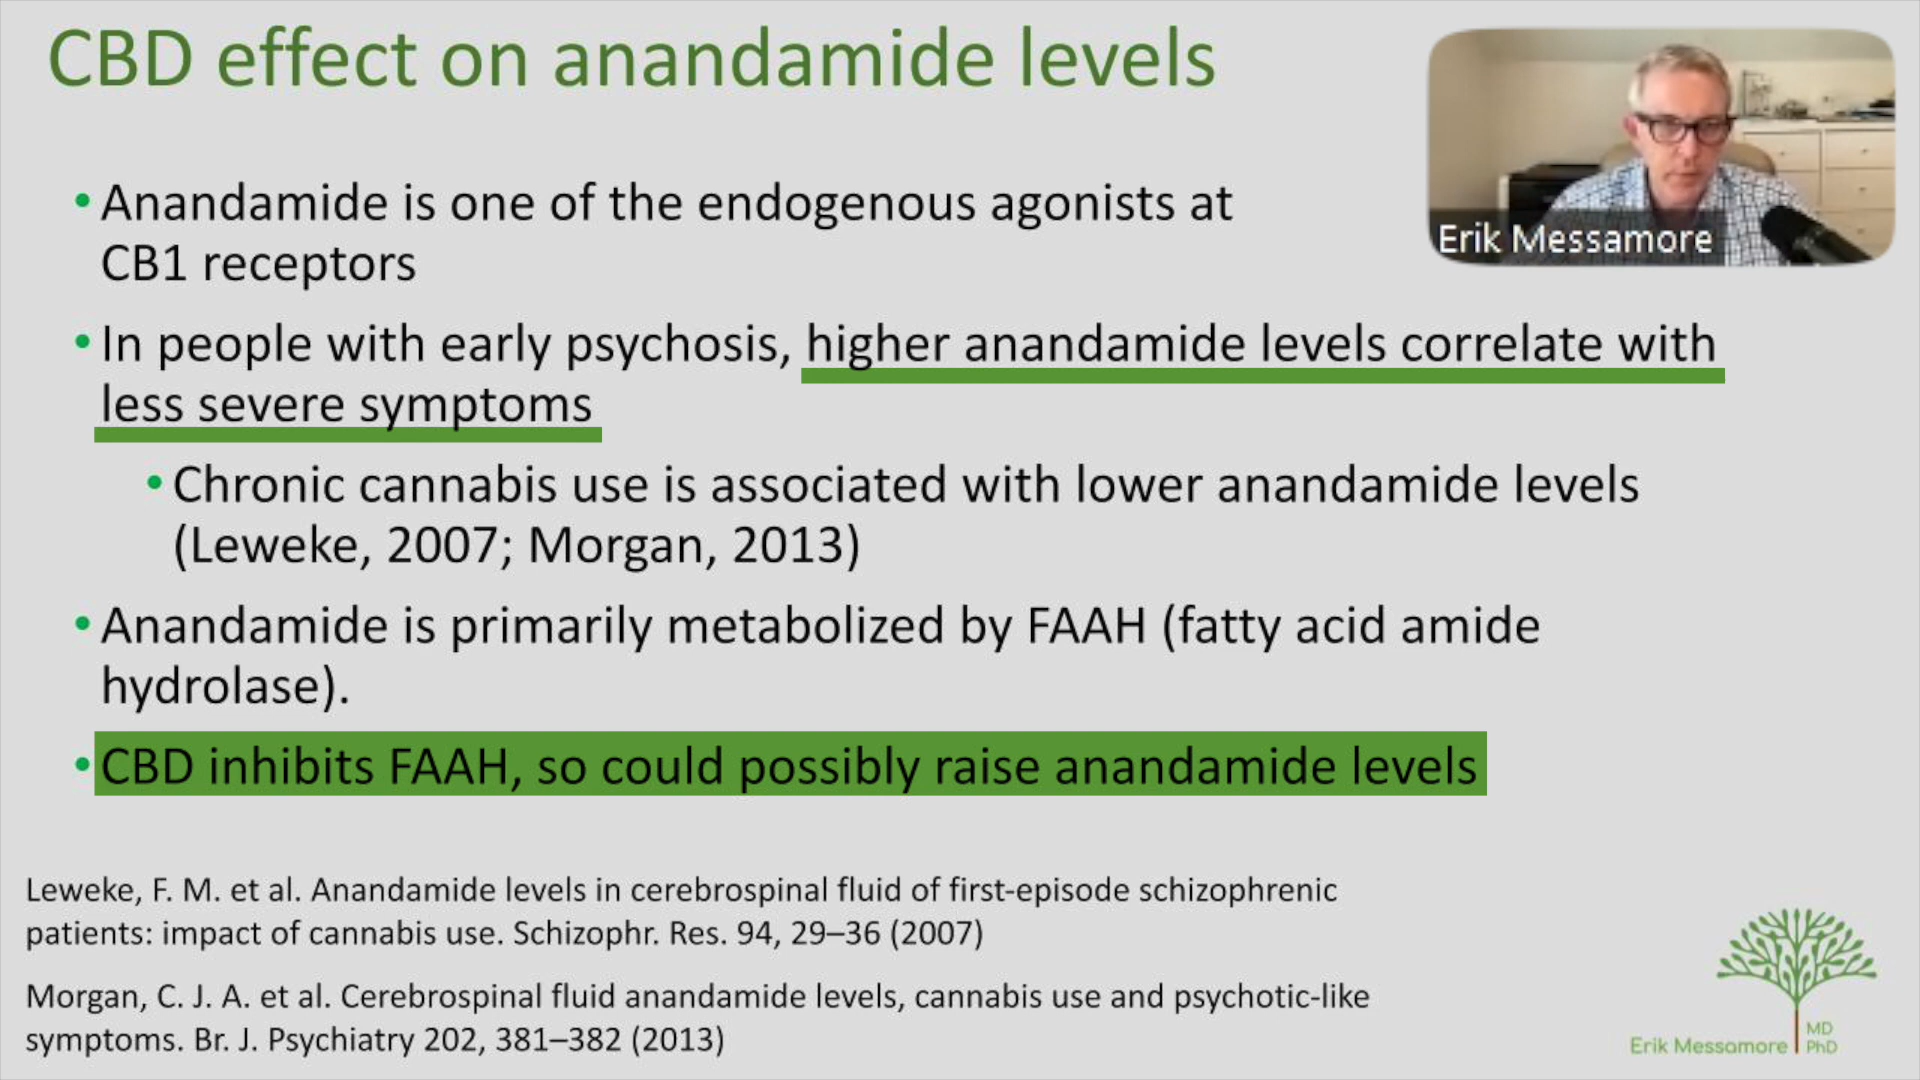 CBD effect on anandamide levels
Erik Messamore
• Anandamide is one of the endogenous agonists at
CB1 receptors
• In people with early psychosis, higher anandamide levels correlate with
less severe symptoms
• Chronic cannabis use is associated with lower anandamide levels
(Leweke, 2007; Morgan, 2013)
• Anandamide is primarily metabolized by FAAH (fatty acid amide
hydrolase).
• CBD inhibits FAAH, so could possibly raise anandamide levels
Leweke, F. M. et al. Anandamide levels in cerebrospinal fluid of first-episode schizophrenic
patients: impact of cannabis use. Schizophr. Res. 94, 29–36 (2007)
Morgan, C. J. A. et al. Cerebrospinal fluid anandamide levels, cannabis use and psychotic-like
symptoms. Br. J. Psychiatry 202, 381–382 (2013)
Erik Messamore
MD
PhD